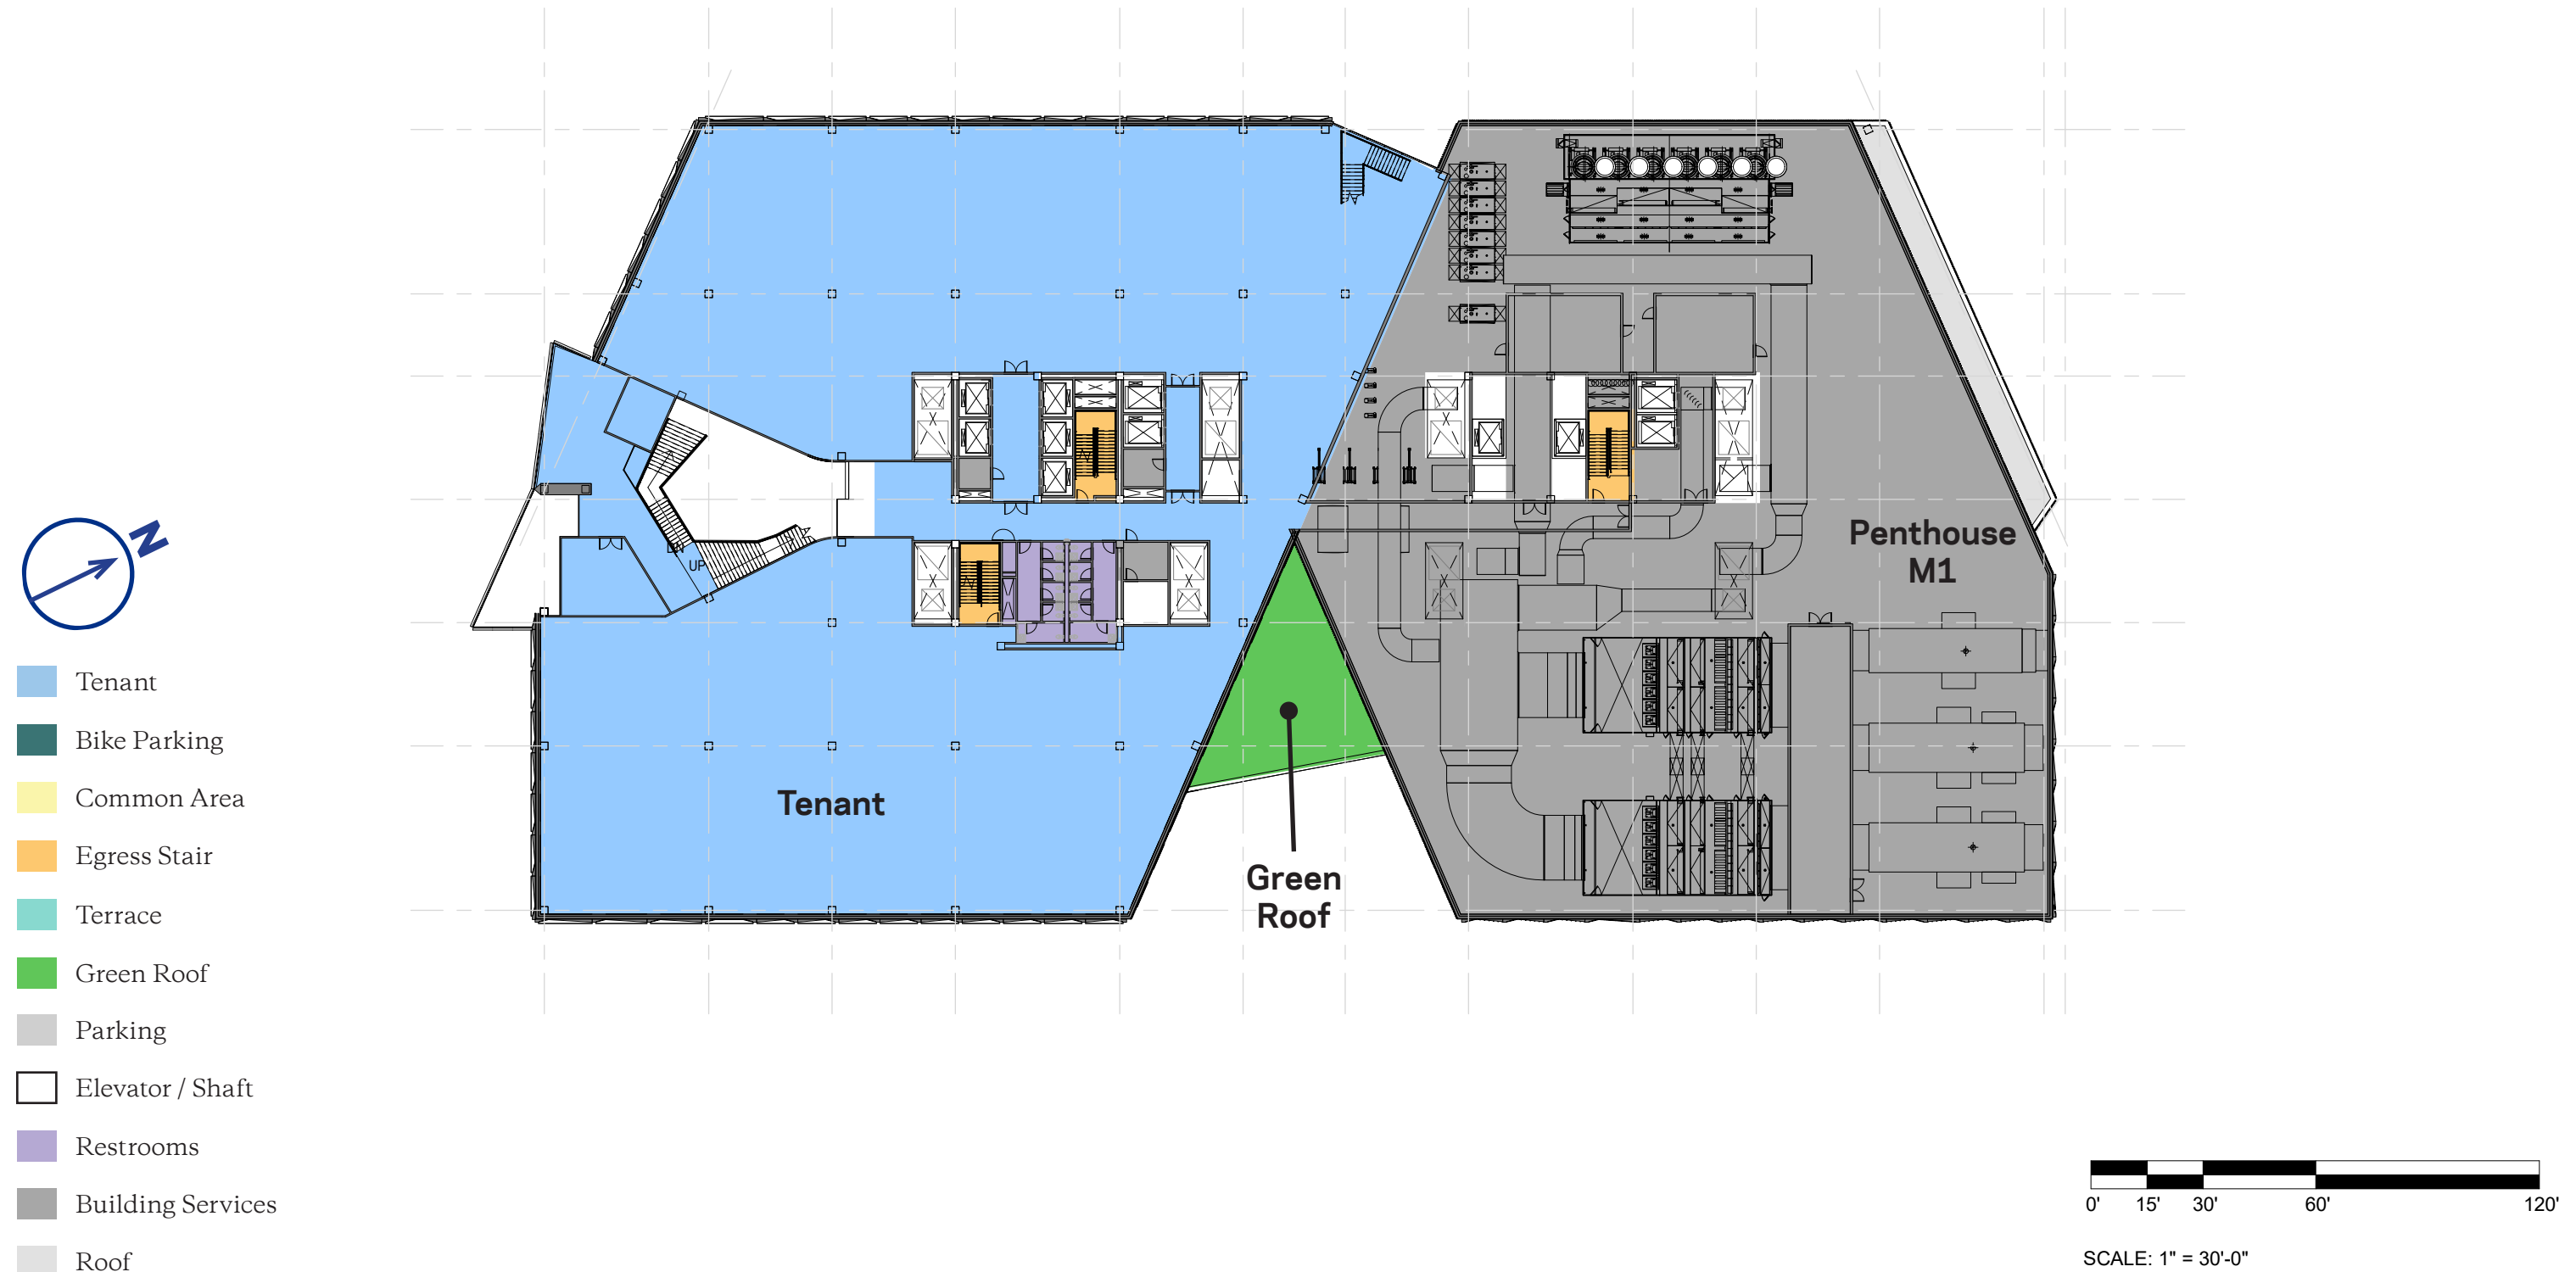 N
Tenant
Bike Parking
Common Area
Egress Stair
Terrace
Green Roof
Parking
Elevator / Shaft
Restrooms
Building Services
Roof
UP
Tenant
Green
Roof
Penthouse
M1
0' 15' 30' 60' 120'
SCALE: 1" = 30'-0"